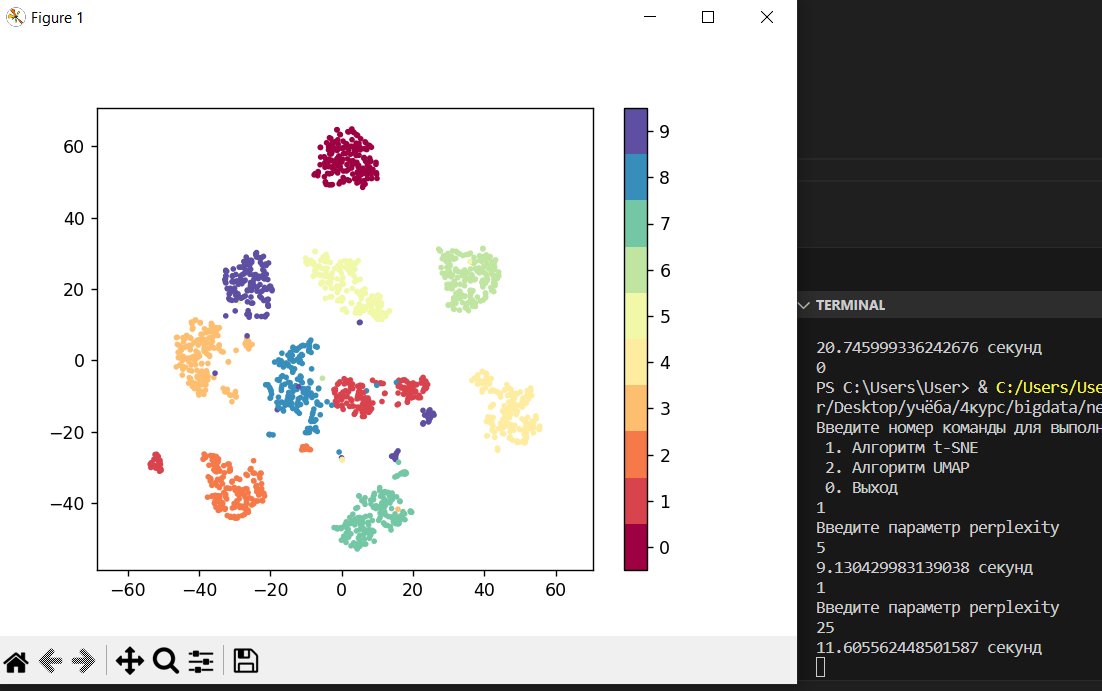 Figure 1
60
40
20
0
−20
−40
−60
−40
−20
0
20
40
60
9
8
7
6
5
4
3
2
1
0
TERMINAL
20.745999336242676 секунд
0
PS C:\Users\User> & C:/Users/Use
r/Desktop/учёба/4курс/bigdata/ne
Введите номер команды для выполн
1. Алгоритм t-SNE
2. Алгоритм UMAP
0. Выход
1
Введите параметр perplexity
5
9.130429983139038 секунд
1
Введите параметр perplexity
25
11.605562448501587 секунд